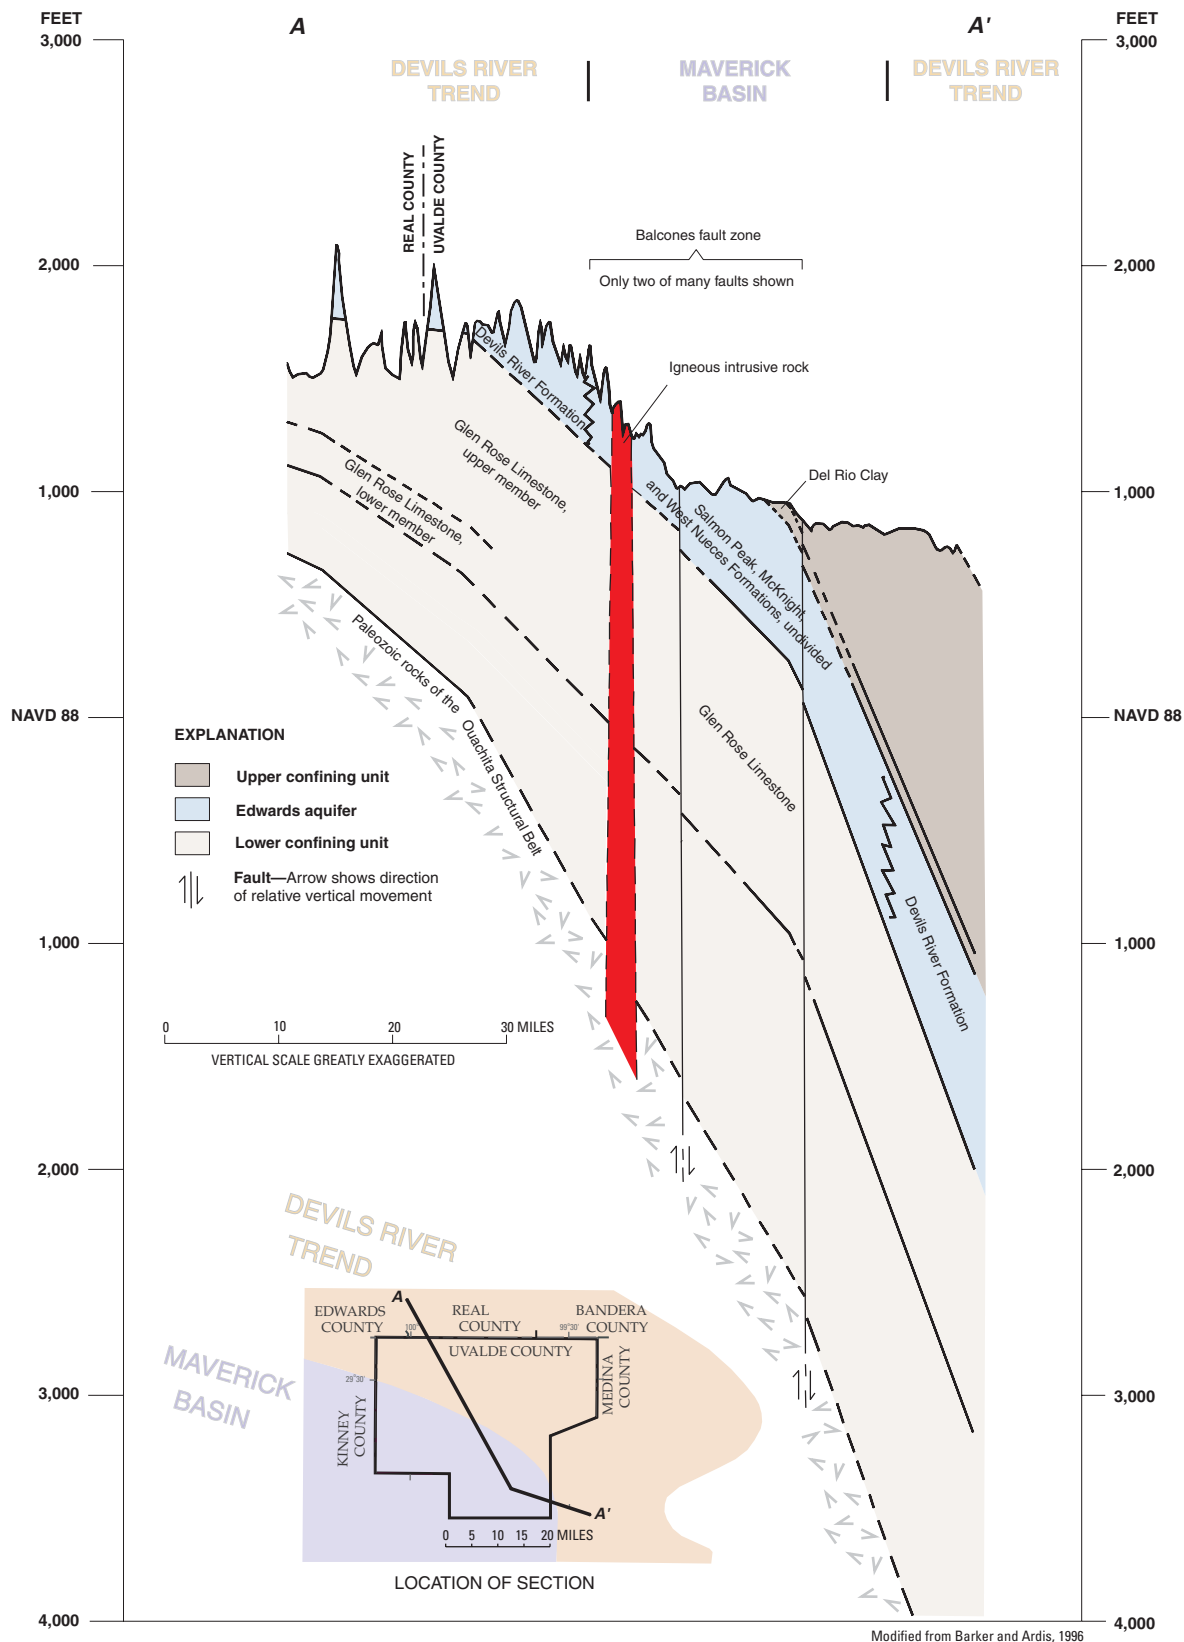 FEET
3,000
A
A'
FEET
3,000
DEVILS RIVER
TREND
MAVERICK
BASIN
DEVILS RIVER
TREND
REAL COUNTY
UVALDE COUNTY
Balcones fault zone
Only two of many faults shown
2,000
2,000
Igneous intrusive rock
Devils River Formation
Glen Rose Limestone,
upper member
Glen Rose Limestone,
lower member
Del Rio Clay
1,000
1,000
Salmon Peak, McKnight,
and West Nueces Formations, undivided
Paleozoic rocks of the
Ouachita Structural Belt
Glen Rose Limestone
NAVD 88
NAVD 88
EXPLANATION
Upper confining unit
Edwards aquifer
Lower confining unit
Fault—Arrow shows direction
of relative vertical movement
Devils River Formation
1,000
1,000
0 10 20 30 MILES
VERTICAL SCALE GREATLY EXAGGERATED
2,000
2,000
DEVILS RIVER
TREND
MAVERICK
BASIN
A
EDWARDS
COUNTY
REAL
COUNTY
BANDERA
COUNTY
100°
99°30'
UVALDE COUNTY
29°30'
KINNEY
COUNTY
MEDINA
COUNTY
A'
0 5 10 15 20 MILES
LOCATION OF SECTION
3,000
3,000
4,000
4,000
Modified from Barker and Ardis, 1996